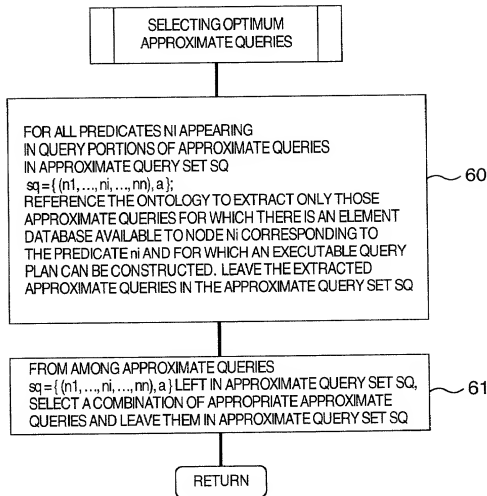 SELECTING OPTIMUM
APPROXIMATE QUERIES
FOR ALL PREDICATES NI APPEARING
IN QUERY PORTIONS OF APPROXIMATE QUERIES
IN APPROXIMATE QUERY SET SQ
sq = { (n1, ..., ni, ..., nn), a };
REFERENCE THE ONTOLOGY TO EXTRACT ONLY THOSE
APPROXIMATE QUERIES FOR WHICH THERE IS AN ELEMENT
DATABASE AVAILABLE TO NODE Ni CORRESPONDING TO
THE PREDICATE ni AND FOR WHICH AN EXECUTABLE QUERY
PLAN CAN BE CONSTRUCTED. LEAVE THE EXTRACTED
APPROXIMATE QUERIES IN THE APPROXIMATE QUERY SET SQ
60
FROM AMONG APPROXIMATE QUERIES
sq = { (n1, ..., ni, ..., nn), a } LEFT IN APPROXIMATE QUERY SET SQ,
SELECT A COMBINATION OF APPROPRIATE APPROXIMATE
QUERIES AND LEAVE THEM IN APPROXIMATE QUERY SET SQ
61
RETURN